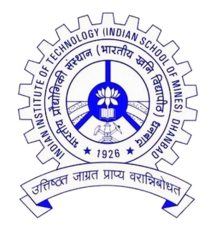 INDIAN INSTITUTE OF TECHNOLOGY (INDIAN SCHOOL OF MINES) DHANBAD
भारतीय प्रौद्योगिकी संस्थान (भारतीय खनि विद्यापीठ) धनबाद
★ 1926 ★
उत्तिष्ठत जाग्रत प्राप्य वरान्निबोधत